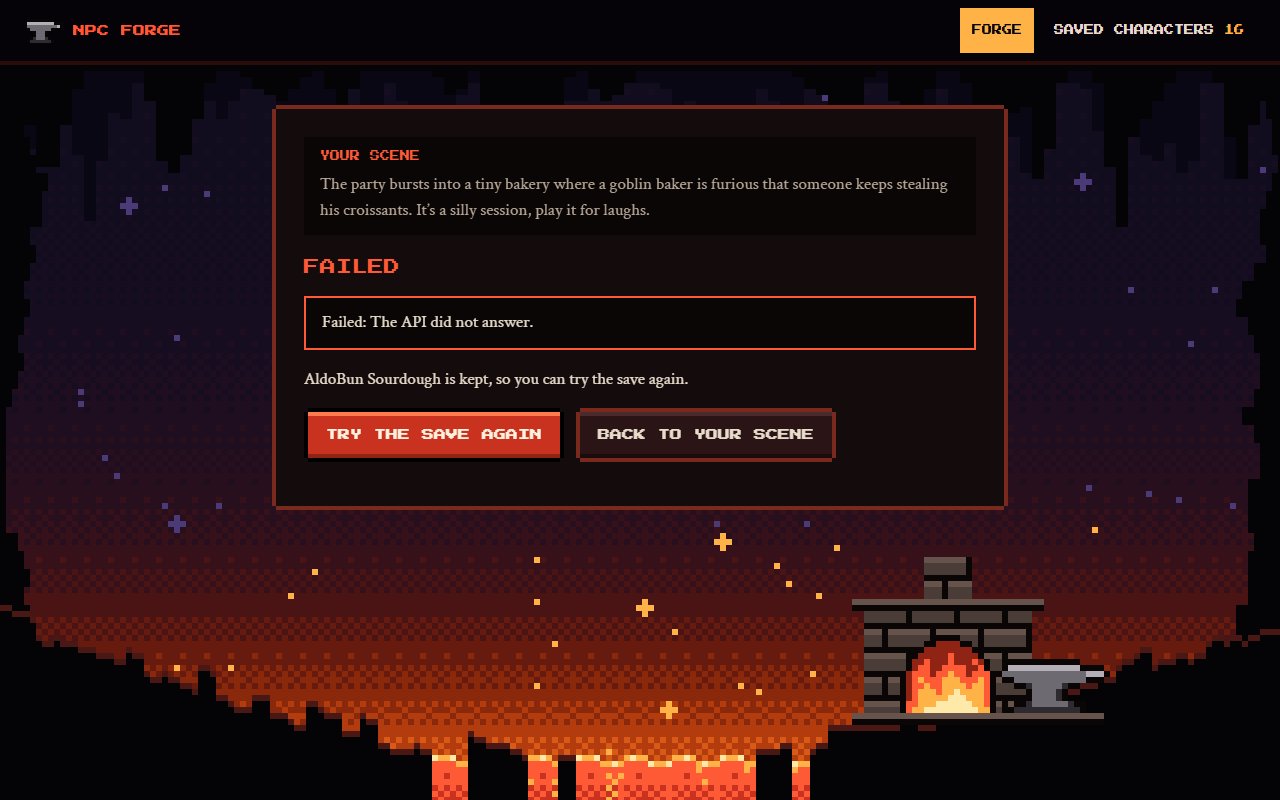 NPC FORGE
FORGE
SAVED CHARACTERS 16
YOUR SCENE
The party bursts into a tiny bakery where a goblin baker is furious that someone keeps stealing
his croissants. It's a silly session, play it for laughs.
FAILED
Failed: The API did not answer.
AldoBun Sourdough is kept, so you can try the save again.
TRY THE SAVE AGAIN
BACK TO YOUR SCENE